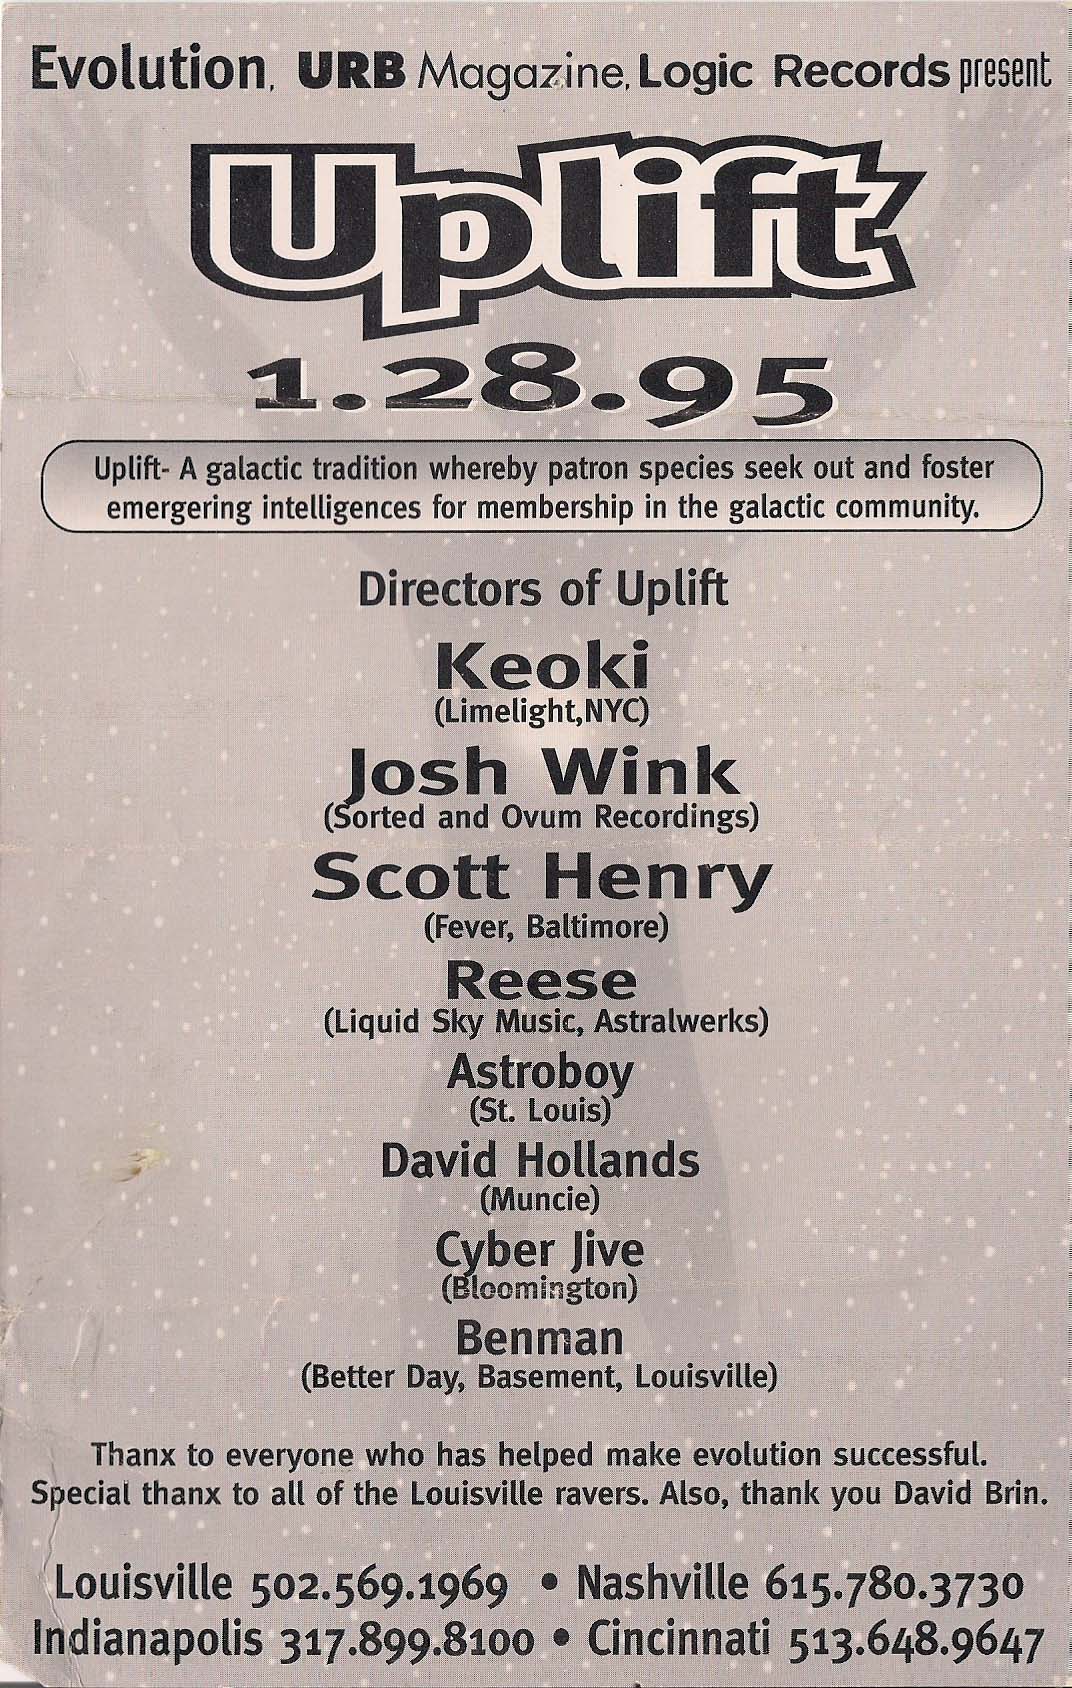 Evolution, URB Magazine, Logic Records present
Uplift
1.28.95
Uplift- A galactic tradition whereby patron species seek out and foster
emergering intelligences for membership in the galactic community.
Directors of Uplift
Keoki
(Limelight,NYC)
Josh Wink
(Sorted and Ovum Recordings)
Scott Henry
(Fever, Baltimore)
Reese
(Liquid Sky Music, Astralwerks)
Astroboy
(St. Louis)
David Hollands
(Muncie)
Cyber Jive
(Bloomington)
Benman
(Better Day, Basement, Louisville)
Thanx to everyone who has helped make evolution successful.
Special thanx to all of the Louisville ravers. Also, thank you David Brin.
Louisville 502.569.1969 • Nashville 615.780.3730
Indianapolis 317.899.8100 • Cincinnati 513.648.9647